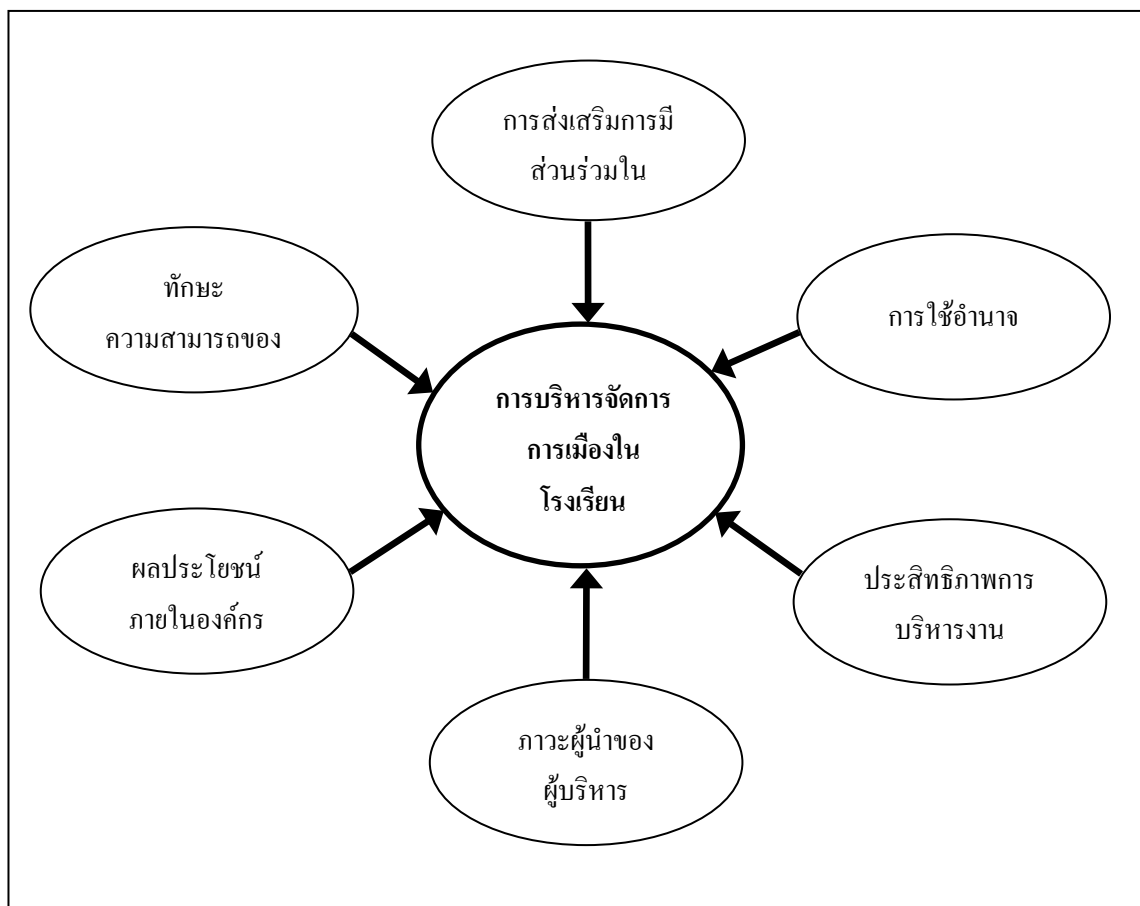 การส่งเสริมการมี
ส่วนร่วมใน
ทักษะ
ความสามารถของ
การใช้อำนาจ
การบริหารจัดการ
การเมืองใน
โรงเรียน
ผลประโยชน์
ภายในองค์กร
ประสิทธิภาพการ
บริหารงาน
ภาวะผู้นำของ
ผู้บริหาร